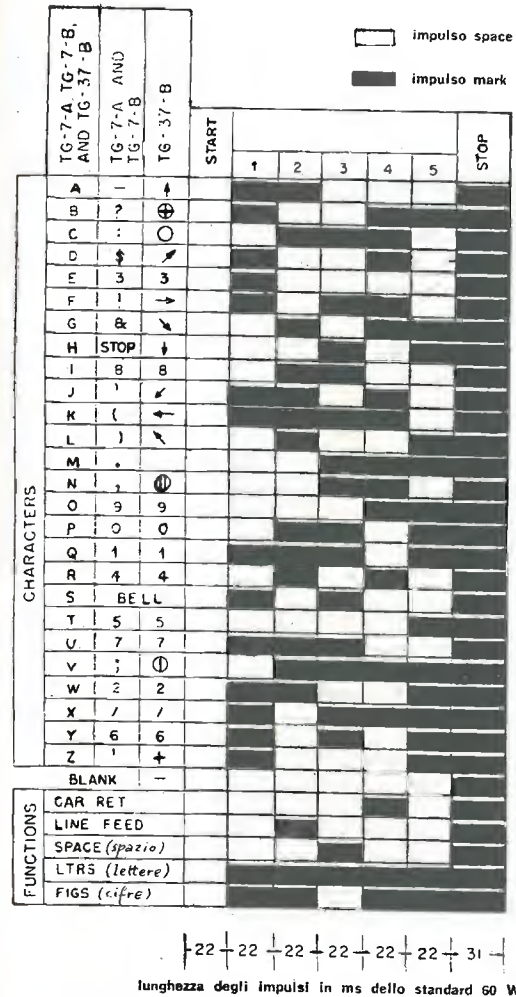 impulso space
impulso mark
TG-7-A, TG-7-B, AND TG-37-B
TG-7-A AND TG-7-B
TG-37-B
START
STOP
1 2 3 4 5
CHARACTERS
A – ↑
B ? ⊕
C : ○
D $ ↗
E 3 3
F ! →
G & ↘
H STOP ↓
I 8 8
J ' ↙
K ( ←
L ) ↖
M .
N ,
O 9 9
P 0 0
Q 1 1
R 4 4
S BELL
T 5 5
U 7 7
V ; ⦶
W 2 2
X / /
Y 6 6
Z ' +
BLANK –
FUNCTIONS
CAR RET
LINE FEED
SPACE (spazio)
LTRS (lettere)
FIGS (cifre)
22 22 22 22 22 22 31
lunghezza degli impulsi in ms dello standard 60 W